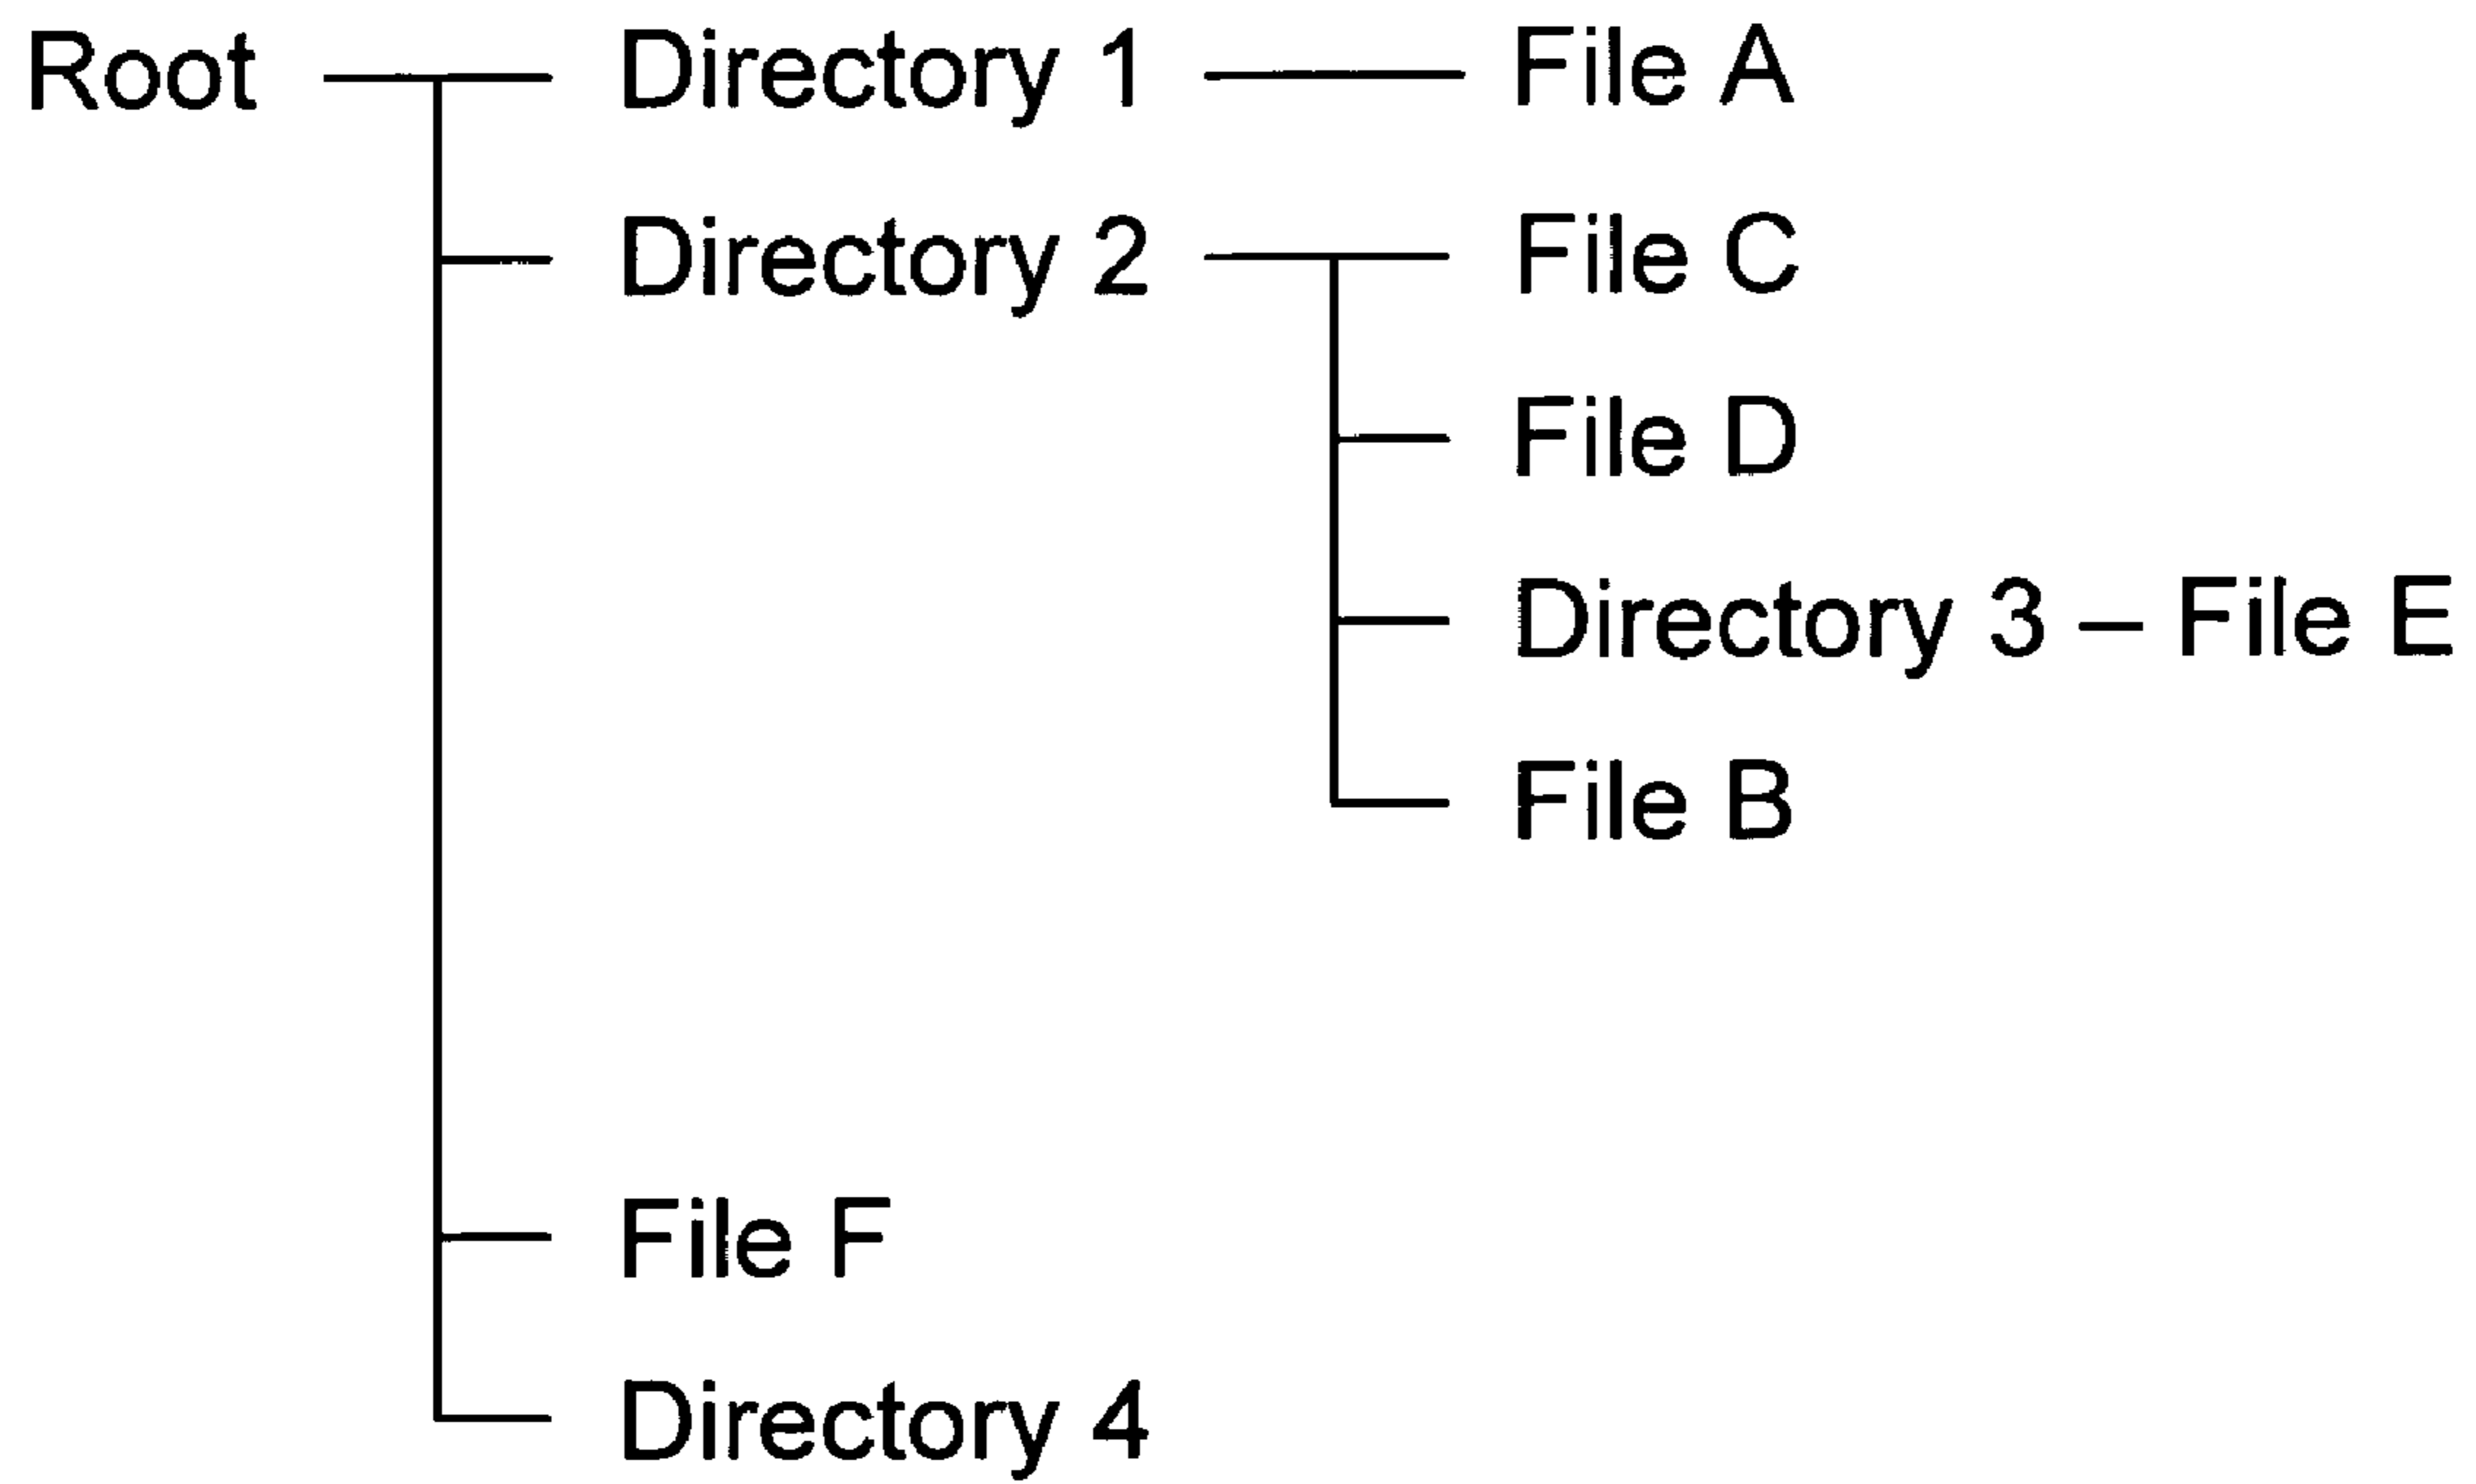 Root Directory 1 File A
Directory 2 File C
File D
Directory 3 – File E
File B
File F
Directory 4